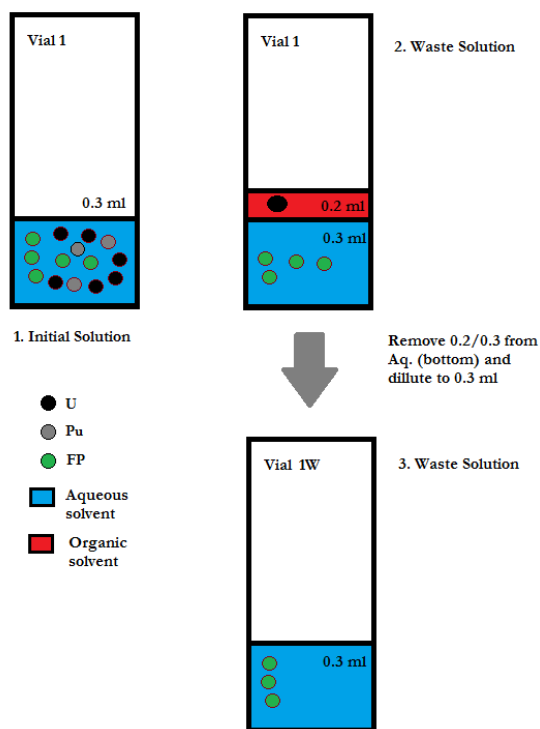 Vial 1
0.3 ml
1. Initial Solution
U
Pu
FP
Aqueous
solvent
Organic
solvent
Vial 1
2. Waste Solution
0.2 ml
0.3 ml
Remove 0.2/0.3 from
Aq. (bottom) and
dillute to 0.3 ml
Vial 1W
3. Waste Solution
0.3 ml